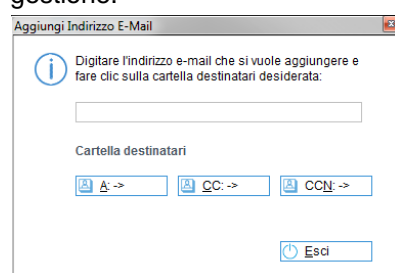 gestione.
Aggiungi Indirizzo E-Mail
Digitare l'indirizzo e-mail che si vuole aggiungere e
fare clic sulla cartella destinatari desiderata:
Cartella destinatari
A: -> CC: -> CCN: ->
Esci